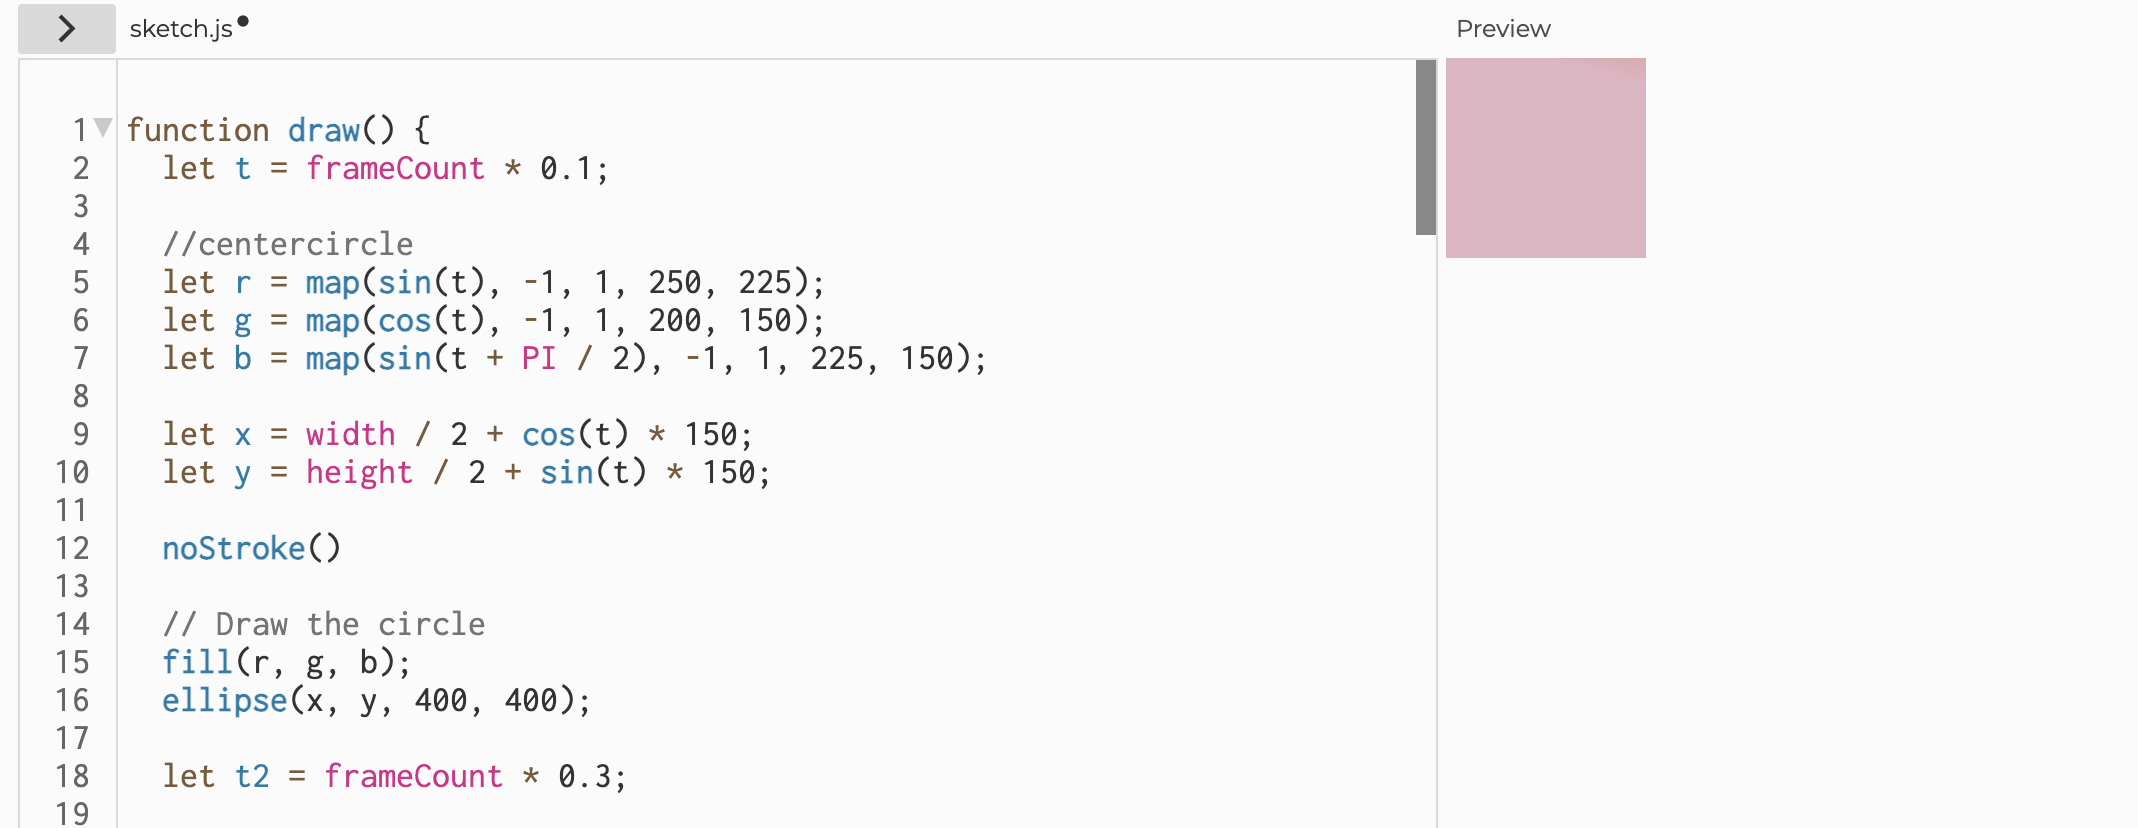 sketch.js
Preview
1 function draw() {
2 let t = frameCount * 0.1;
3
4 //centercircle
5 let r = map(sin(t), -1, 1, 250, 225);
6 let g = map(cos(t), -1, 1, 200, 150);
7 let b = map(sin(t + PI / 2), -1, 1, 225, 150);
8
9 let x = width / 2 + cos(t) * 150;
10 let y = height / 2 + sin(t) * 150;
11
12 noStroke()
13
14 // Draw the circle
15 fill(r, g, b);
16 ellipse(x, y, 400, 400);
17
18 let t2 = frameCount * 0.3;
19